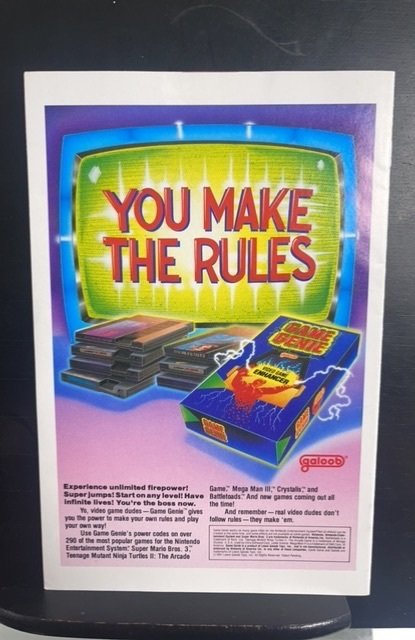 YOU MAKE
THE RULES
GAME
GENIE
VIDEO GAME
ENHANCER
GAME
GENIE
galoob®
Experience unlimited firepower!
Super jumps! Start on any level! Have
infinite lives! You're the boss now.
Yo, video game dudes — Game Genie™ gives
you the power to make your own rules and play
your own way!
Use Game Genie's power codes on over
290 of the most popular games for the Nintendo
Entertainment System.® Super Mario Bros. 3,™
Teenage Mutant Ninja Turtles II: The Arcade
Game,™ Mega Man III,™ Crystalis,™ and
Battletoads.™ And new games coming out all
the time!
And remember — real video dudes don't
follow rules — they make 'em.